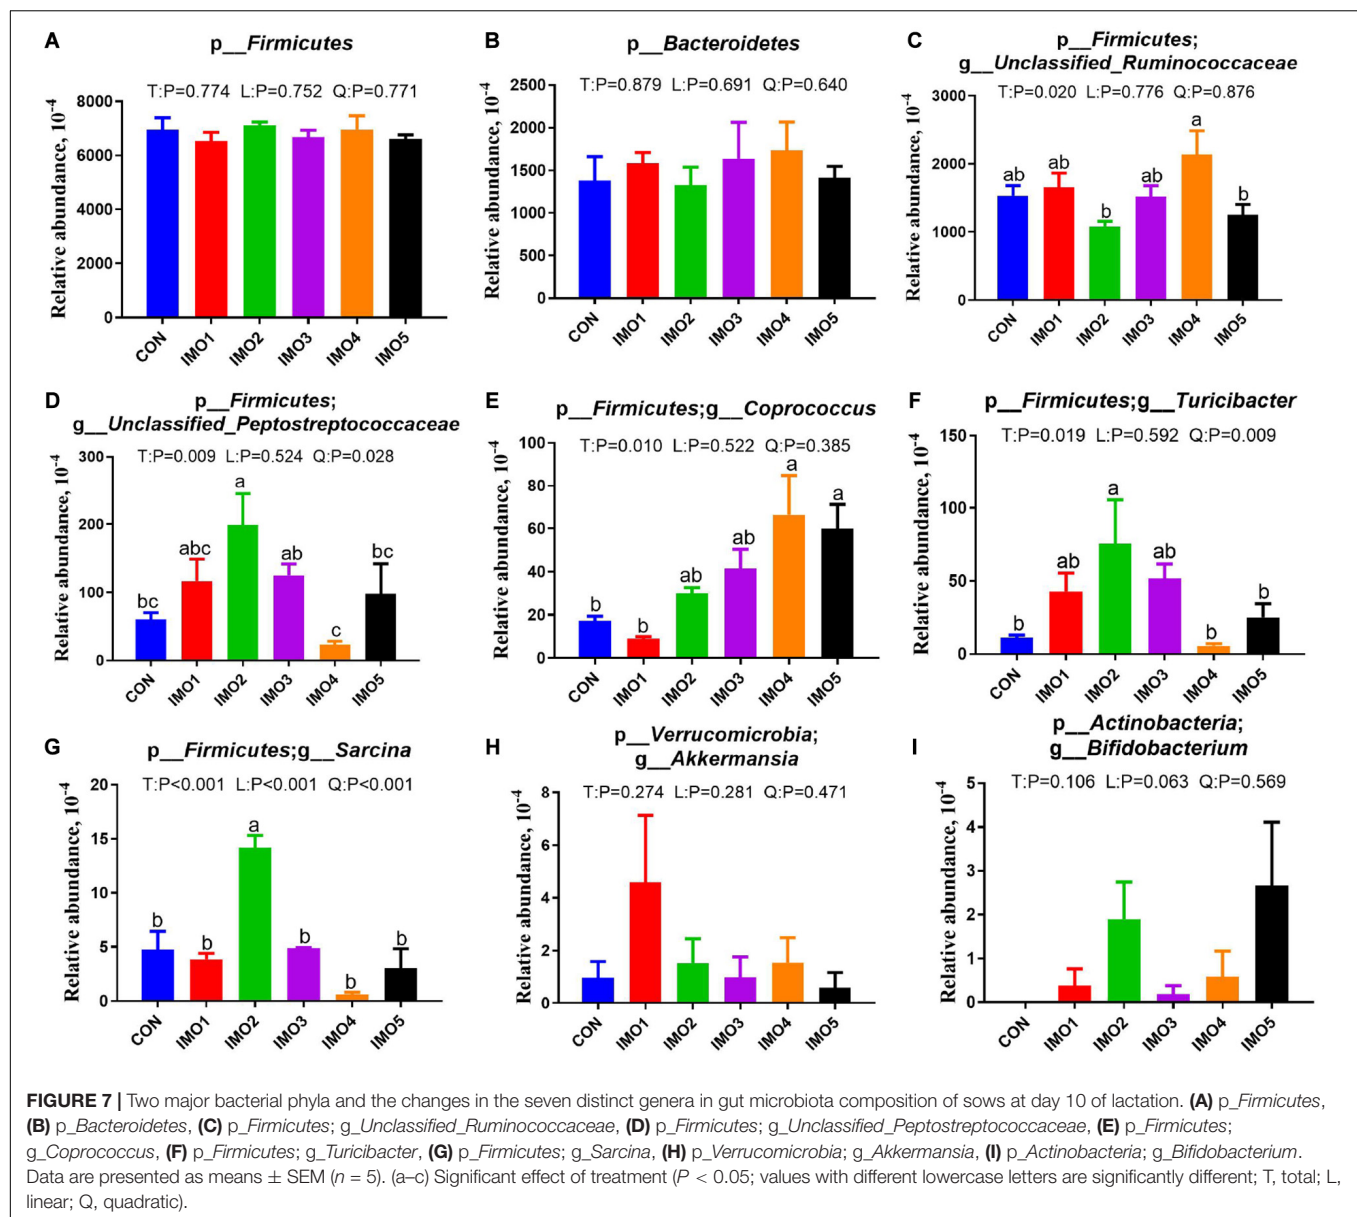 A
p__Firmicutes
T:P=0.774 L:P=0.752 Q:P=0.771
Relative abundance, 10-4
8000
6000
4000
2000
0
CON
IMO1
IMO2
IMO3
IMO4
IMO5
B
p__Bacteroidetes
T:P=0.879 L:P=0.691 Q:P=0.640
Relative abundance, 10-4
2500
2000
1500
1000
500
0
CON
IMO1
IMO2
IMO3
IMO4
IMO5
C
p__Firmicutes;
g__Unclassified_Ruminococcaceae
T:P=0.020 L:P=0.776 Q:P=0.876
Relative abundance, 10-4
3000
2000
1000
0
ab
ab
b
ab
a
b
CON
IMO1
IMO2
IMO3
IMO4
IMO5
D
p__Firmicutes;
g__Unclassified_Peptostreptococcaceae
T:P=0.009 L:P=0.524 Q:P=0.028
Relative abundance, 10-4
300
200
100
0
bc
abc
a
ab
c
bc
CON
IMO1
IMO2
IMO3
IMO4
IMO5
E
p__Firmicutes;g__Coprococcus
T:P=0.010 L:P=0.522 Q:P=0.385
Relative abundance, 10-4
100
80
60
40
20
0
b
b
ab
ab
a
a
CON
IMO1
IMO2
IMO3
IMO4
IMO5
F
p__Firmicutes;g__Turicibacter
T:P=0.019 L:P=0.592 Q:P=0.009
Relative abundance, 10-4
150
100
50
0
b
ab
a
ab
b
b
CON
IMO1
IMO2
IMO3
IMO4
IMO5
G
p__Firmicutes;g__Sarcina
T:P<0.001 L:P<0.001 Q:P<0.001
Relative abundance, 10-4
20
15
10
5
0
b
b
a
b
b
b
CON
IMO1
IMO2
IMO3
IMO4
IMO5
H
p__Verrucomicrobia;
g__Akkermansia
T:P=0.274 L:P=0.281 Q:P=0.471
Relative abundance, 10-4
8
6
4
2
0
CON
IMO1
IMO2
IMO3
IMO4
IMO5
I
p__Actinobacteria;
g__Bifidobacterium
T:P=0.106 L:P=0.063 Q:P=0.569
Relative abundance, 10-4
5
4
3
2
1
0
CON
IMO1
IMO2
IMO3
IMO4
IMO5
FIGURE 7 | Two major bacterial phyla and the changes in the seven distinct genera in gut microbiota composition of sows at day 10 of lactation. (A) p_Firmicutes,
(B) p_Bacteroidetes, (C) p_Firmicutes; g_Unclassified_Ruminococcaceae, (D) p_Firmicutes; g_Unclassified_Peptostreptococcaceae, (E) p_Firmicutes;
g_Coprococcus, (F) p_Firmicutes; g_Turicibacter, (G) p_Firmicutes; g_Sarcina, (H) p_Verrucomicrobia; g_Akkermansia, (I) p_Actinobacteria; g_Bifidobacterium.
Data are presented as means ± SEM (n = 5). (a–c) Significant effect of treatment (P < 0.05; values with different lowercase letters are significantly different; T, total; L,
linear; Q, quadratic).